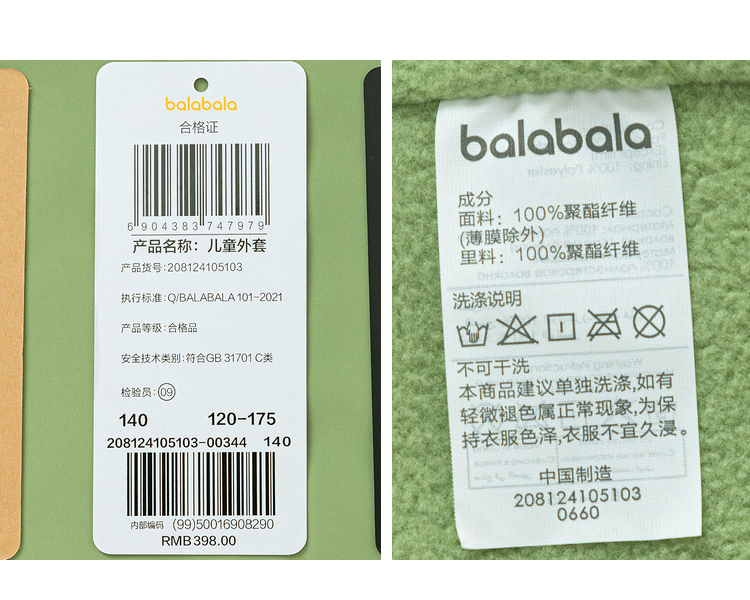 balabala
合格证
6 904383 747979
产品名称：儿童外套
产品货号:208124105103
执行标准:Q/BALABALA 101-2021
产品等级:合格品
安全技术类别:符合GB 31701 C类
检验员:09
140 120-175
208124105103-00344 140
内部编码 (99)50016908290
RMB398.00
balabala
成分
面料：100%聚酯纤维
(薄膜除外)
里料：100%聚酯纤维
洗涤说明
不可干洗
本商品建议单独洗涤,如有
轻微褪色属正常现象,为保
持衣服色泽,衣服不宜久浸。
中国制造
208124105103
0660